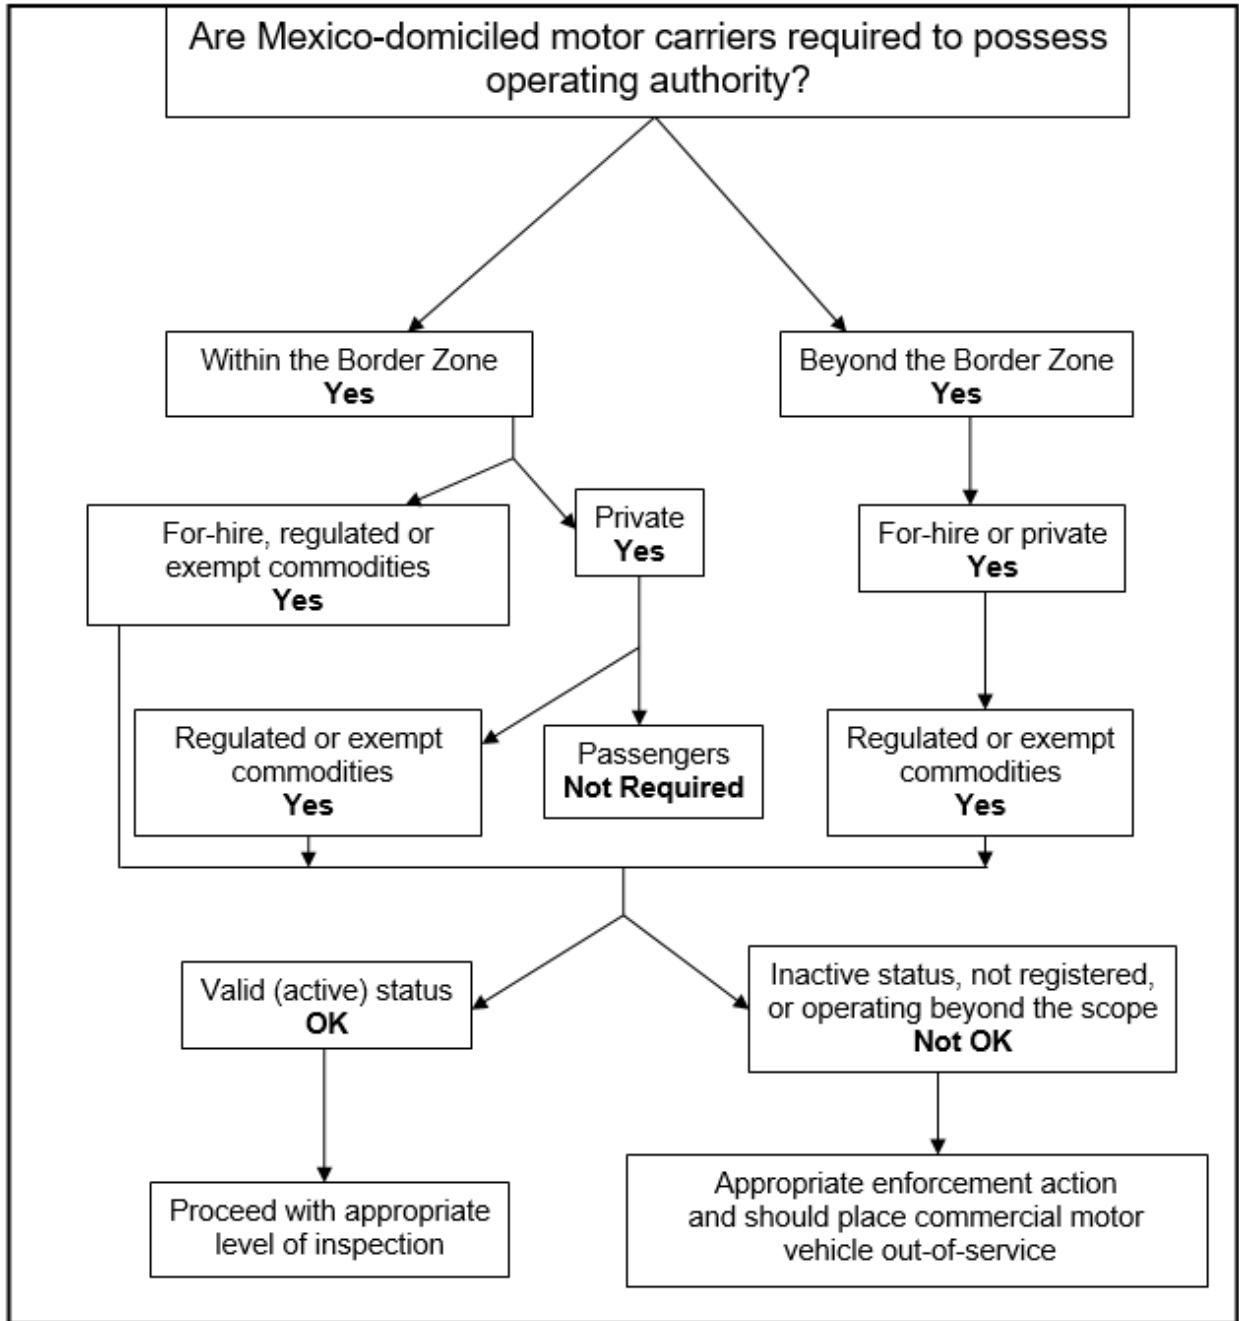 Are Mexico-domiciled motor carriers required to possess
operating authority?
Within the Border Zone
Yes
Beyond the Border Zone
Yes
For-hire, regulated or
exempt commodities
Yes
Private
Yes
For-hire or private
Yes
Regulated or exempt
commodities
Yes
Passengers
Not Required
Regulated or exempt
commodities
Yes
Valid (active) status
OK
Inactive status, not registered,
or operating beyond the scope
Not OK
Proceed with appropriate
level of inspection
Appropriate enforcement action
and should place commercial motor
vehicle out-of-service